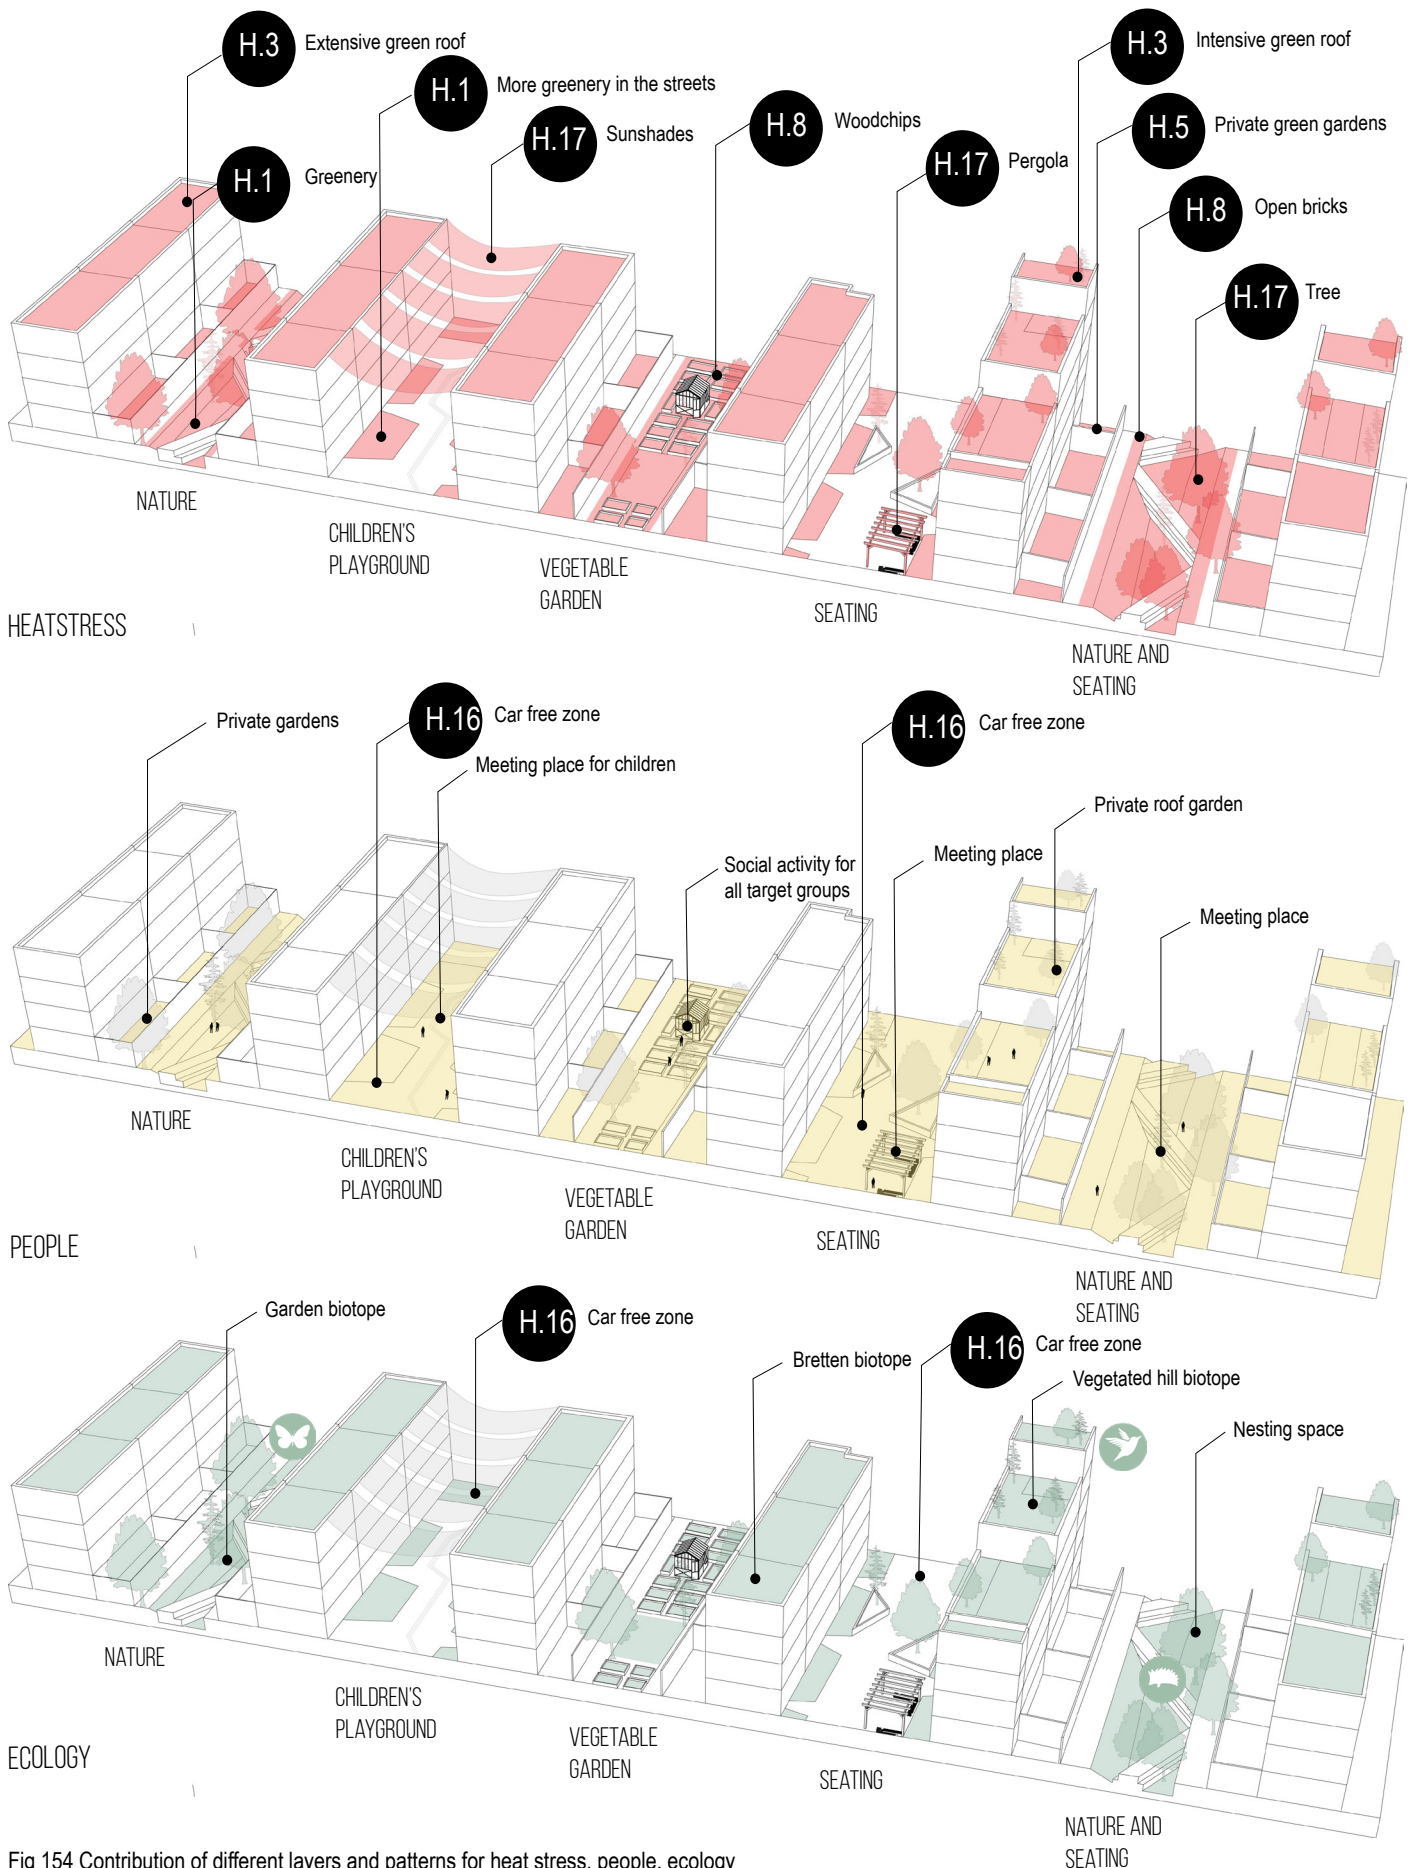 H.3 Extensive green roof
H.1 More greenery in the streets
H.17 Sunshades
H.1 Greenery
H.8 Woodchips
H.17 Pergola
H.3 Intensive green roof
H.5 Private green gardens
H.8 Open bricks
H.17 Tree
NATURE
CHILDREN'S
PLAYGROUND
VEGETABLE
GARDEN
SEATING
NATURE AND
SEATING
HEATSTRESS
Private gardens
H.16 Car free zone
Meeting place for children
Social activity for
all target groups
H.16 Car free zone
Meeting place
Private roof garden
Meeting place
NATURE
CHILDREN'S
PLAYGROUND
VEGETABLE
GARDEN
SEATING
NATURE AND
SEATING
PEOPLE
Garden biotope
H.16 Car free zone
Bretten biotope
H.16 Car free zone
Vegetated hill biotope
Nesting space
NATURE
CHILDREN'S
PLAYGROUND
VEGETABLE
GARDEN
SEATING
NATURE AND
SEATING
ECOLOGY
Fig 154 Contribution of different layers and patterns for heat stress, people, ecology